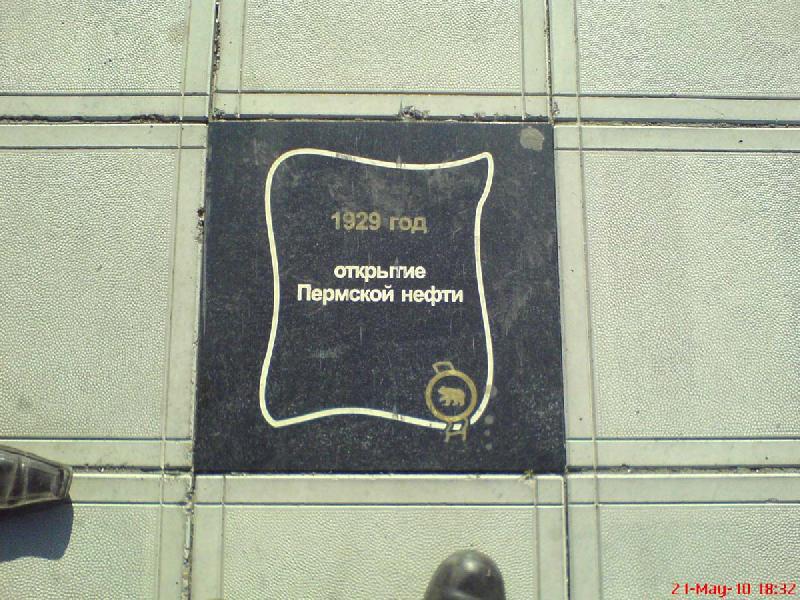 1929 год
открытие
Пермской нефти
21-May-10 18:32